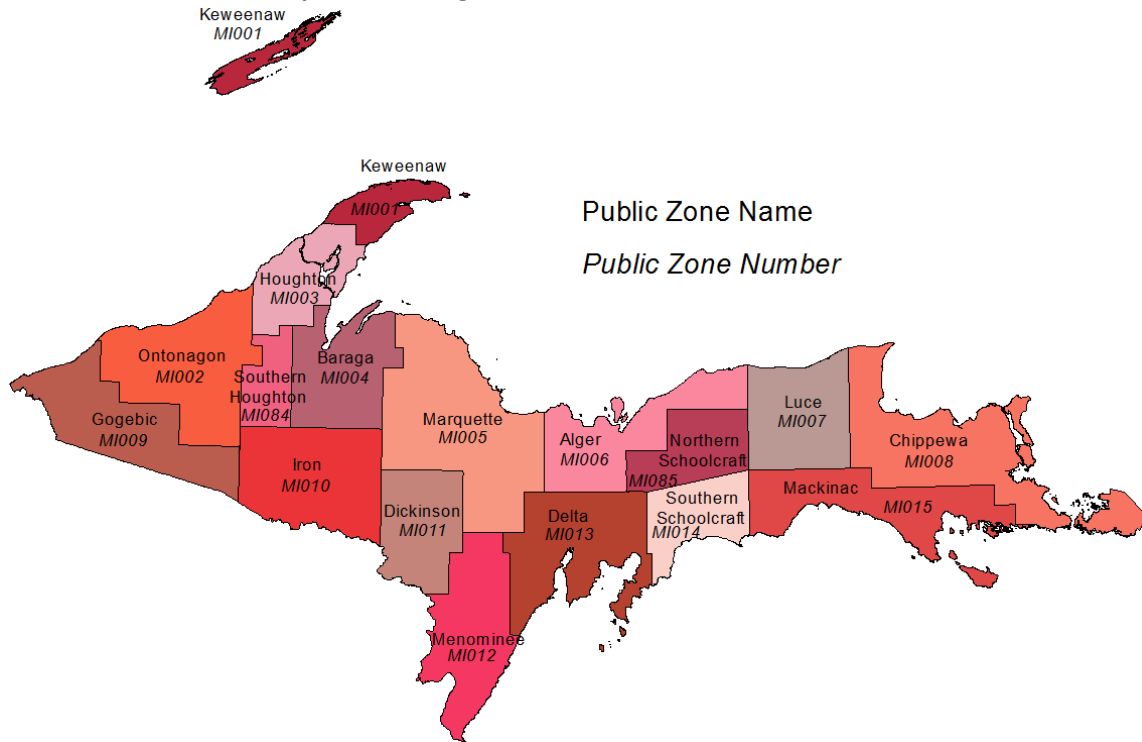 Keweenaw
MI001
Keweenaw
MI001
Public Zone Name
Public Zone Number
Houghton
MI003
Ontonagon
MI002
Southern
Houghton
MI084
Baraga
MI004
Gogebic
MI009
Marquette
MI005
Alger
MI006
Northern
Schoolcraft
MI085
Luce
MI007
Chippewa
MI008
Iron
MI010
Dickinson
MI011
Delta
MI013
Southern
Schoolcraft
MI014
Mackinac
MI015
Menominee
MI012